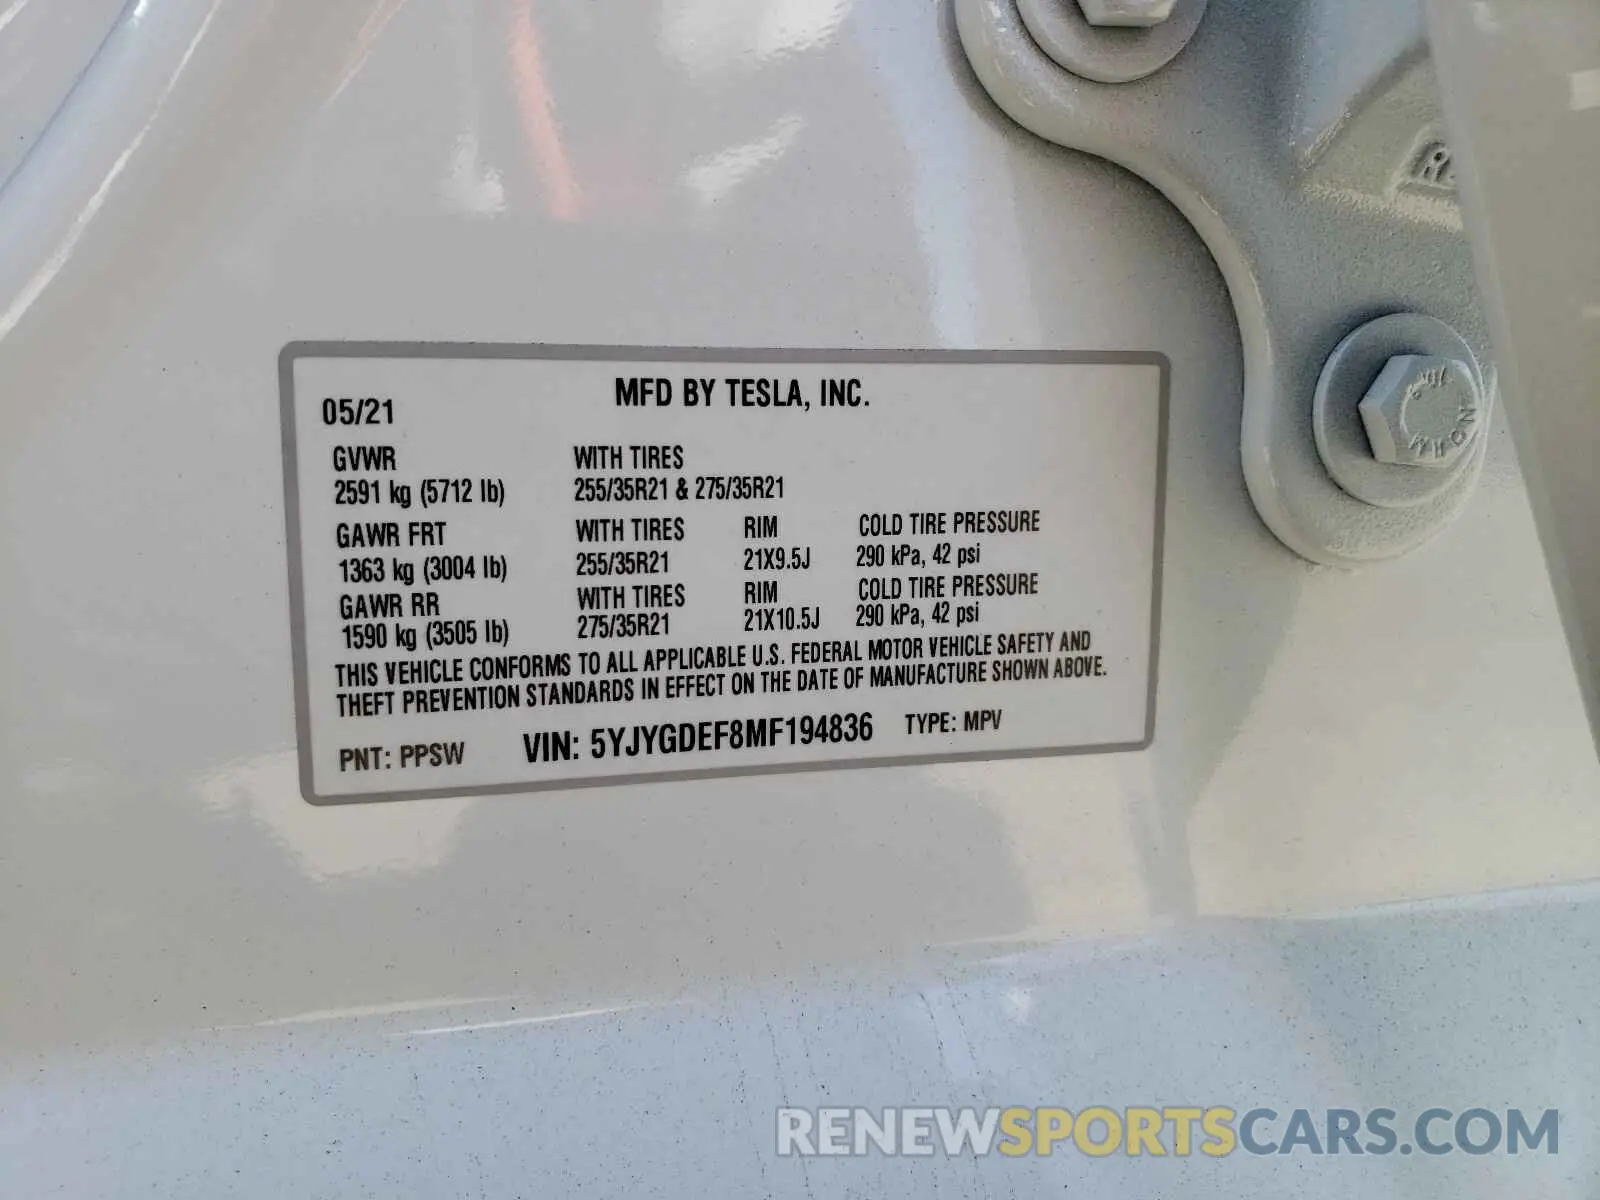 MFD BY TESLA, INC.
05/21
GVWR WITH TIRES
2591 kg (5712 lb) 255/35R21 & 275/35R21
GAWR FRT WITH TIRES RIM COLD TIRE PRESSURE
1363 kg (3004 lb) 255/35R21 21X9.5J 290 kPa, 42 psi
GAWR RR WITH TIRES RIM COLD TIRE PRESSURE
1590 kg (3505 lb) 275/35R21 21X10.5J 290 kPa, 42 psi
THIS VEHICLE CONFORMS TO ALL APPLICABLE U.S. FEDERAL MOTOR VEHICLE SAFETY AND
THEFT PREVENTION STANDARDS IN EFFECT ON THE DATE OF MANUFACTURE SHOWN ABOVE.
PNT: PPSW VIN: 5YJYGDEF8MF194836 TYPE: MPV
RENEWSPORTSCARS.COM